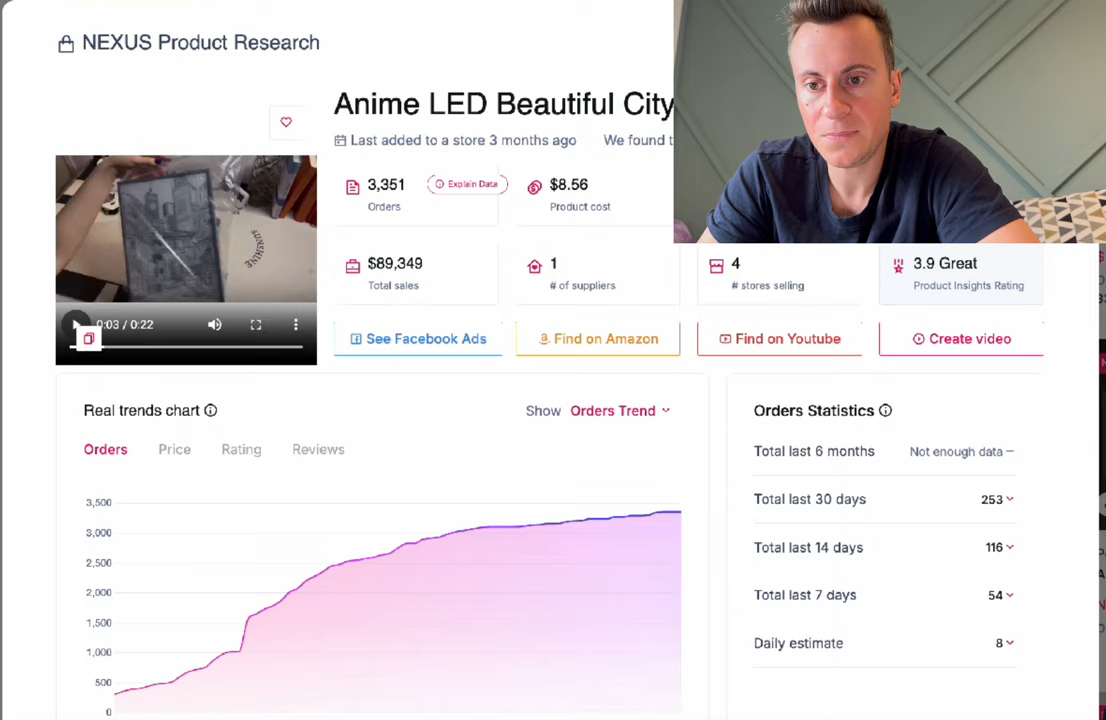 NEXUS Product Research
Anime LED Beautiful City
Last added to a store 3 months ago We found t
3,351 Explain Data $8.56
Orders Product cost
$89,349 1 4 3.9 Great
Total sales # of suppliers # stores selling Product Insights Rating
SUNSHINE
0:03 / 0:22
See Facebook Ads Find on Amazon Find on Youtube Create video
Real trends chart Show Orders Trend Orders Statistics
Orders Price Rating Reviews Total last 6 months Not enough data –
3,500 Total last 30 days 253
3,000 Total last 14 days 116
2,500
2,000 Total last 7 days 54
1,500
1,000 Daily estimate 8
500
0